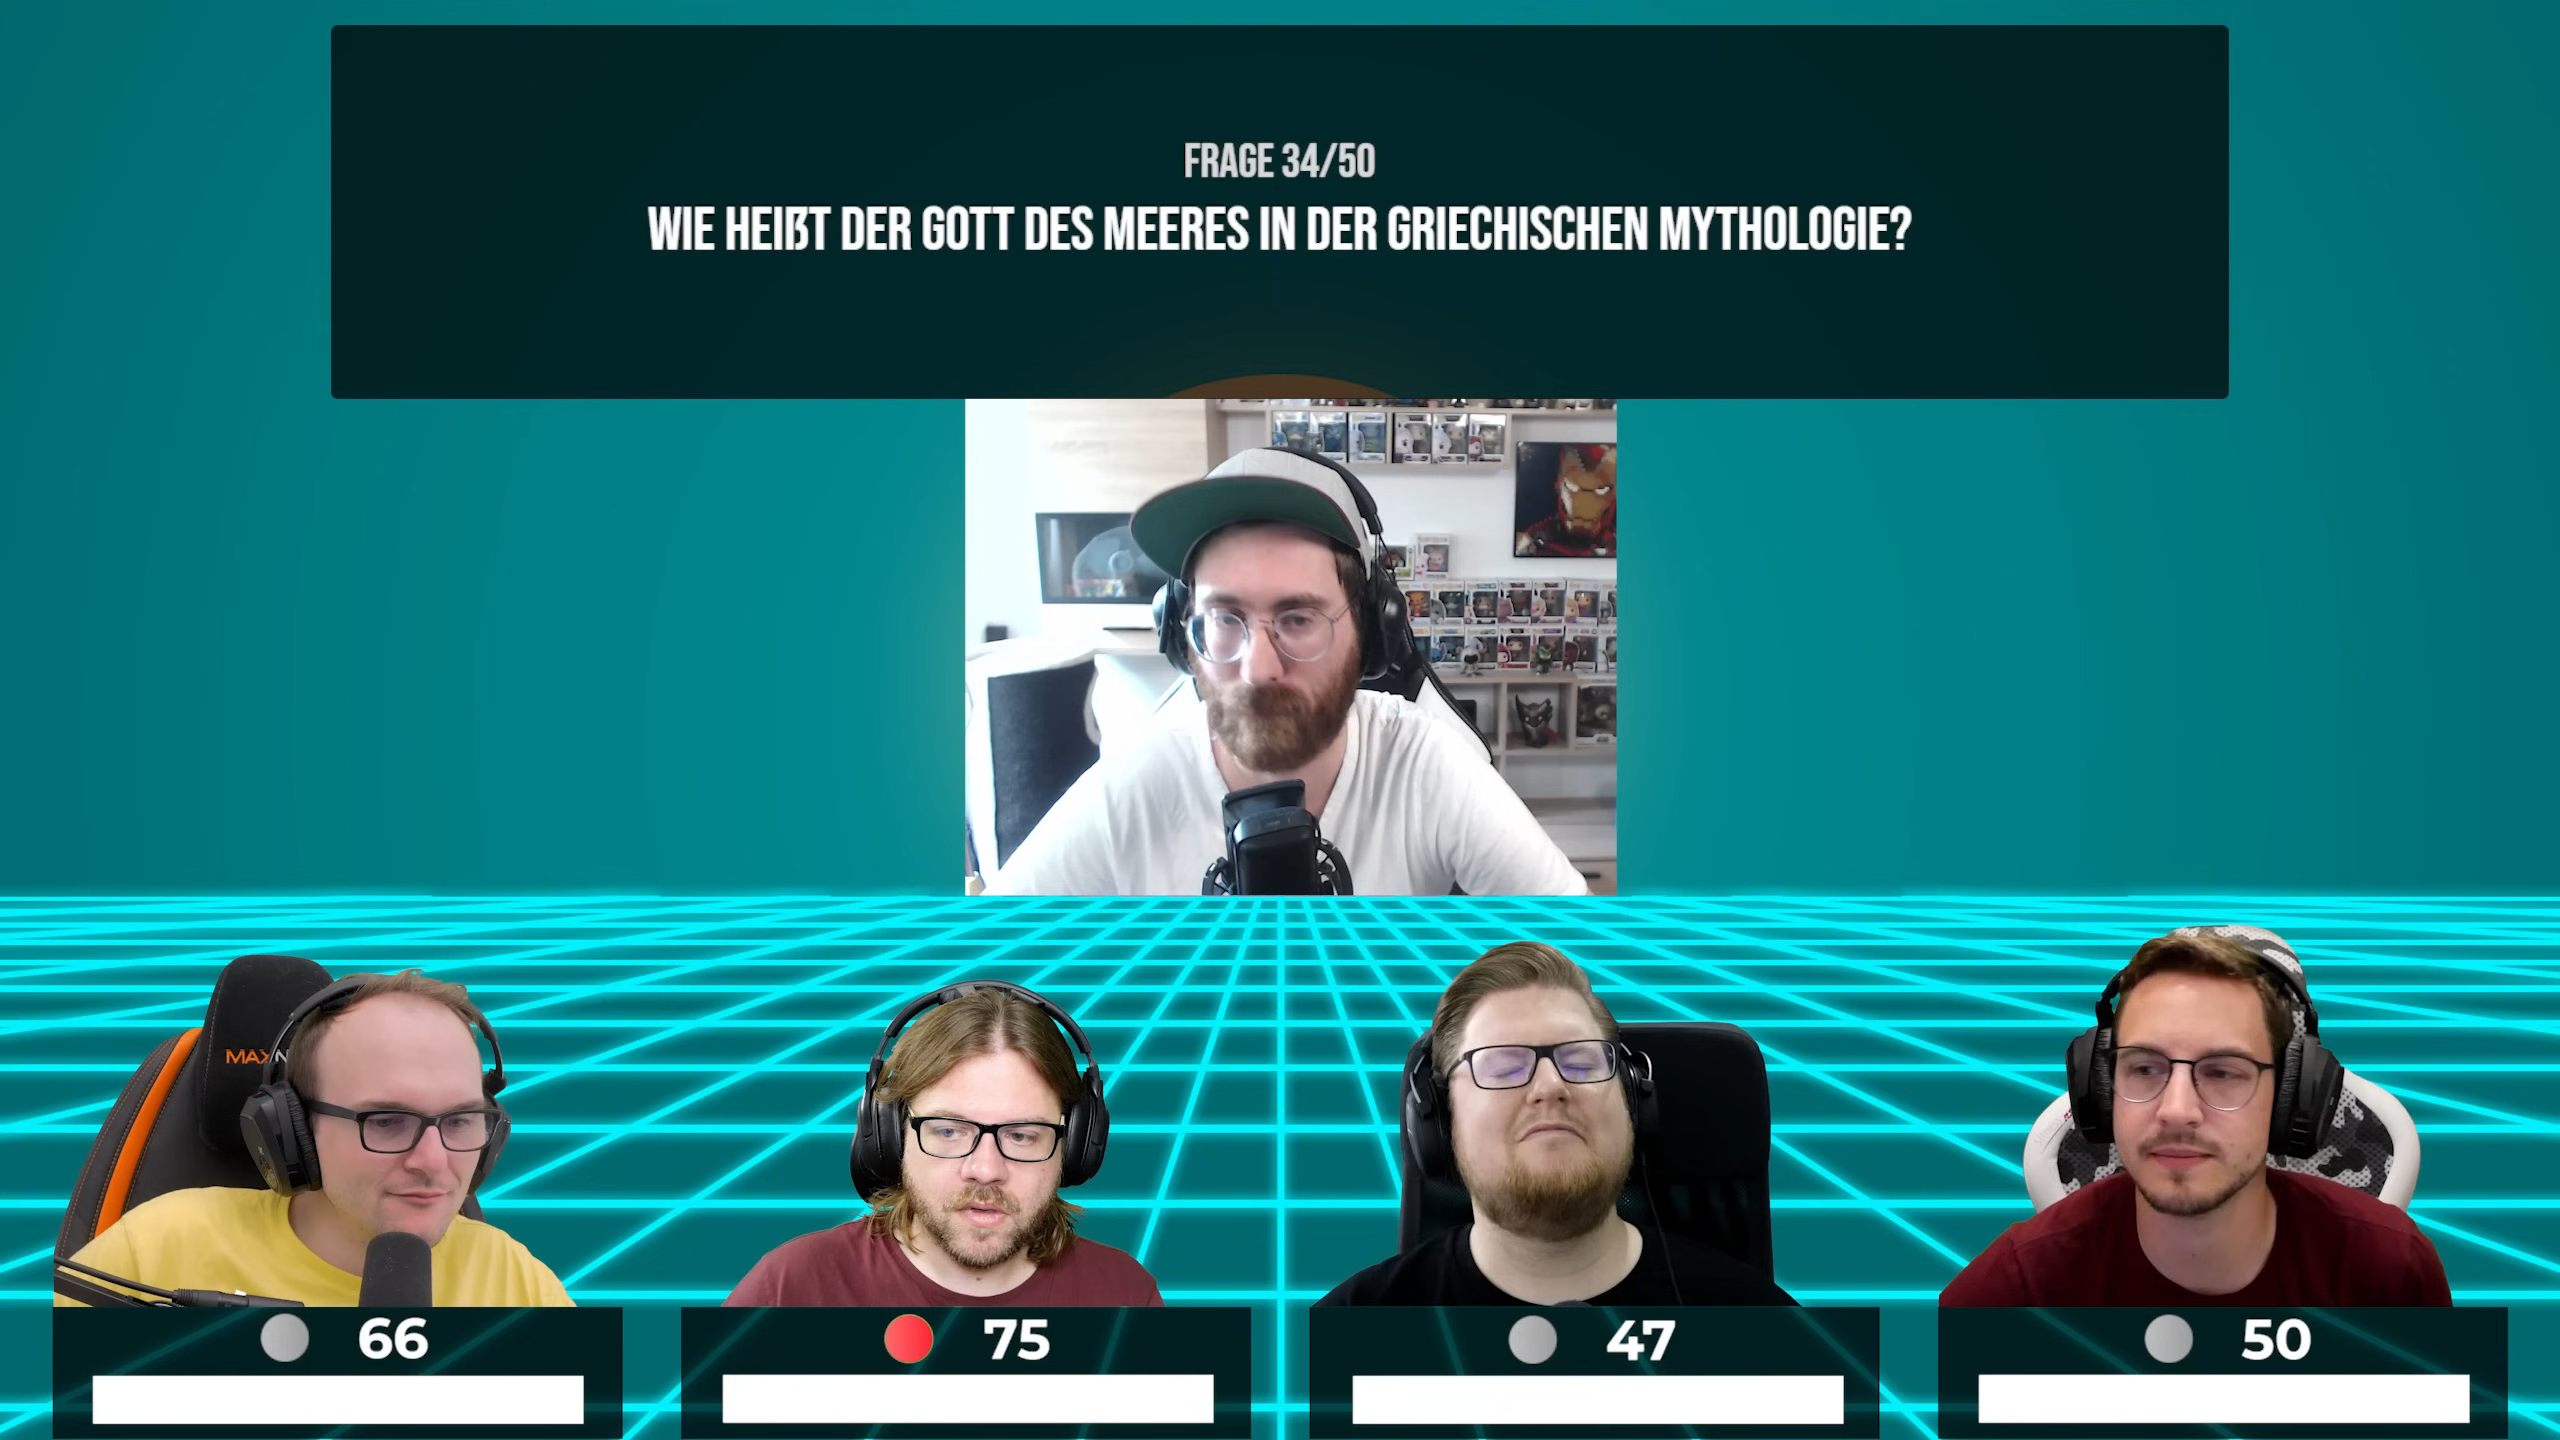 FRAGE 34/50
WIE HEIßT DER GOTT DES MEERES IN DER GRIECHISCHEN MYTHOLOGIE?
66
75
47
50